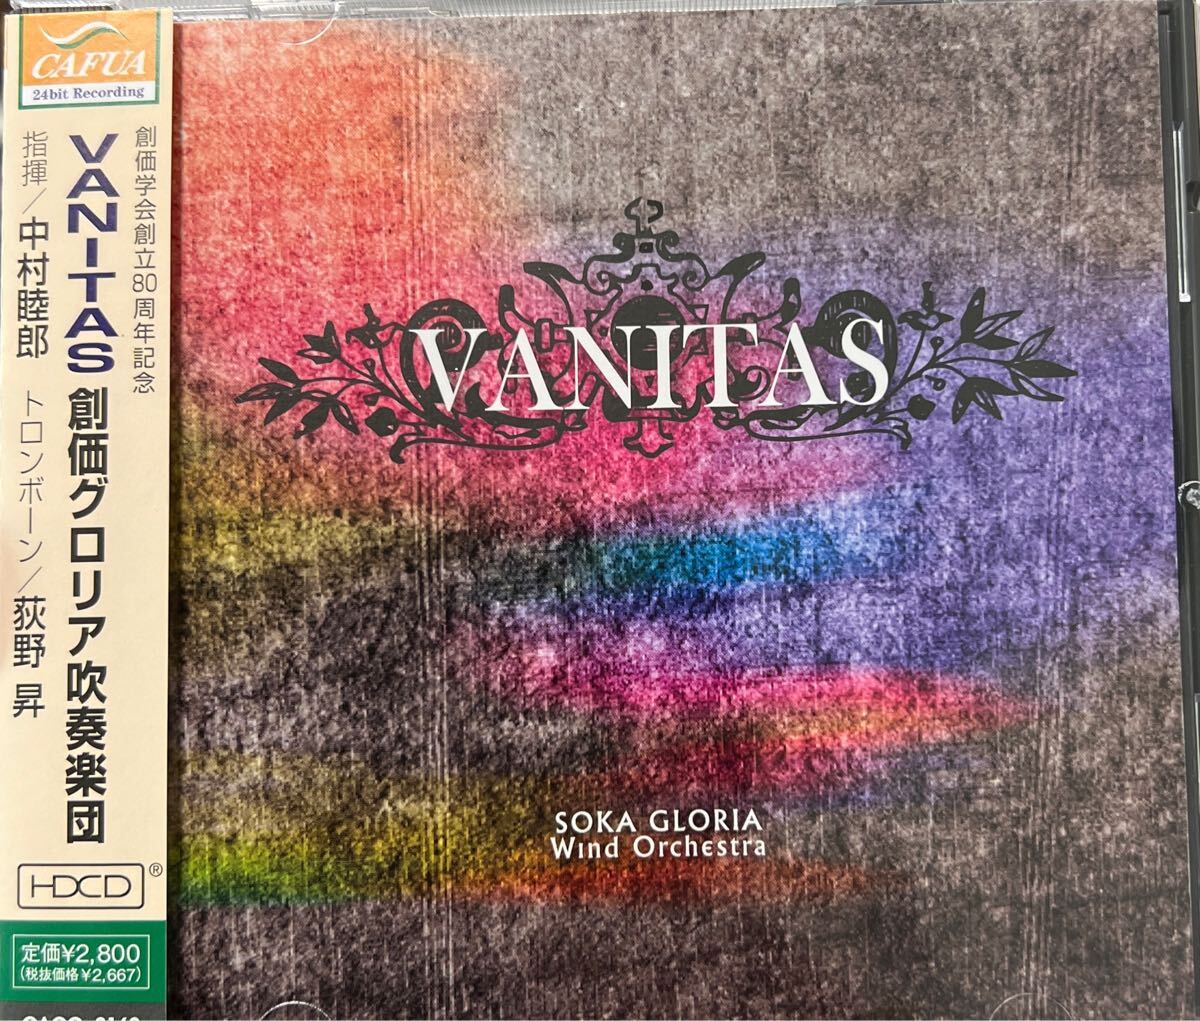 CAFUA
24bit Recording
創価学会創立80周年記念
VANITAS 創価グロリア吹奏楽団
指揮/中村睦郎 トロンボーン/荻野 昇
HDCD®
定価¥2,800
(税抜価格¥2,667)
VANITAS
SOKA GLORIA
Wind Orchestra